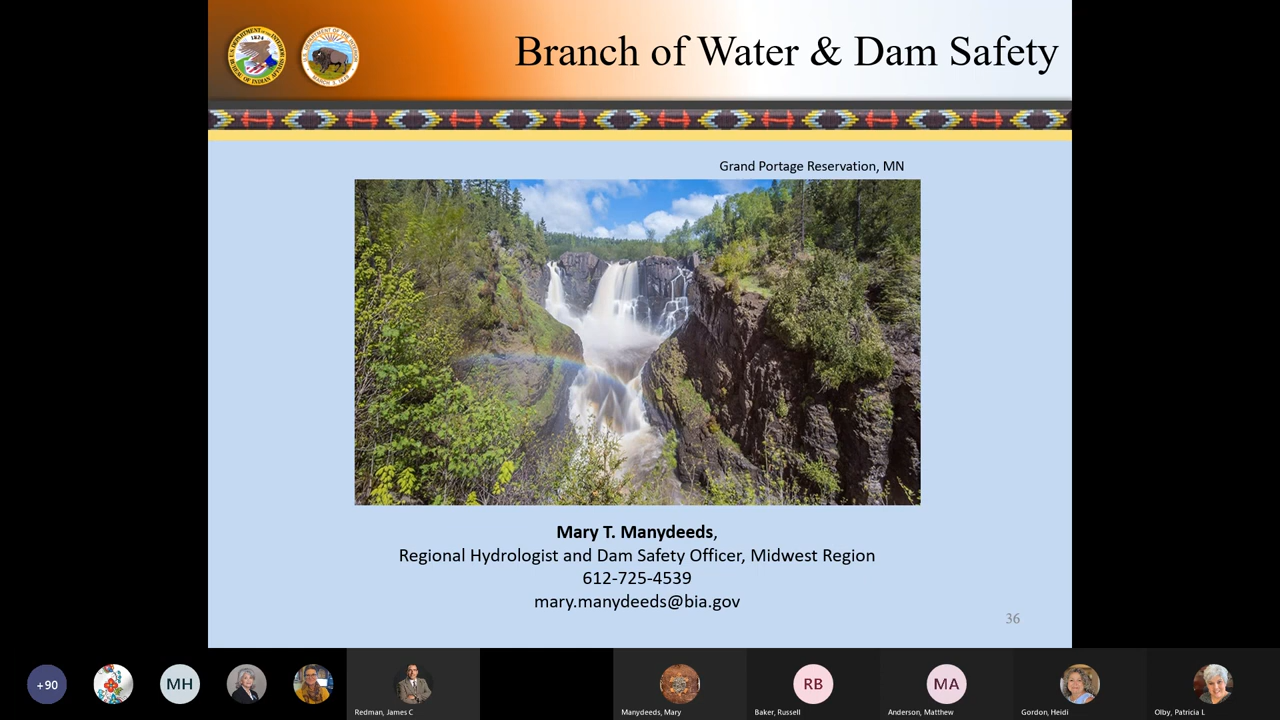 Branch of Water & Dam Safety
Grand Portage Reservation, MN
Mary T. Manydeeds,
Regional Hydrologist and Dam Safety Officer, Midwest Region
612-725-4539
mary.manydeeds@bia.gov
36
+90
MH
RB
MA
Redman, James C
Manydeeds, Mary
Baker, Russell
Anderson, Matthew
Gordon, Heidi
Olby, Patricia L